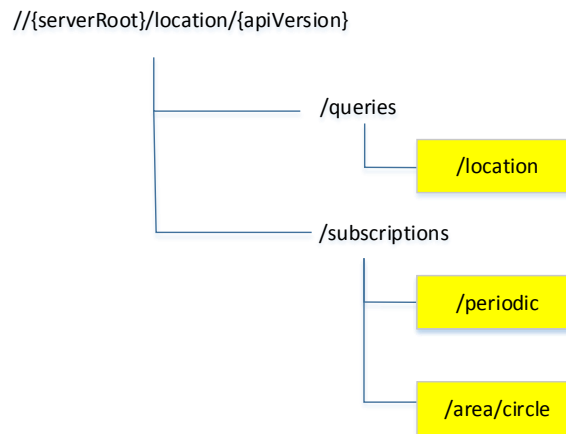 //{serverRoot}/location/{apiVersion}
/queries
/location
/subscriptions
/periodic
/area/circle